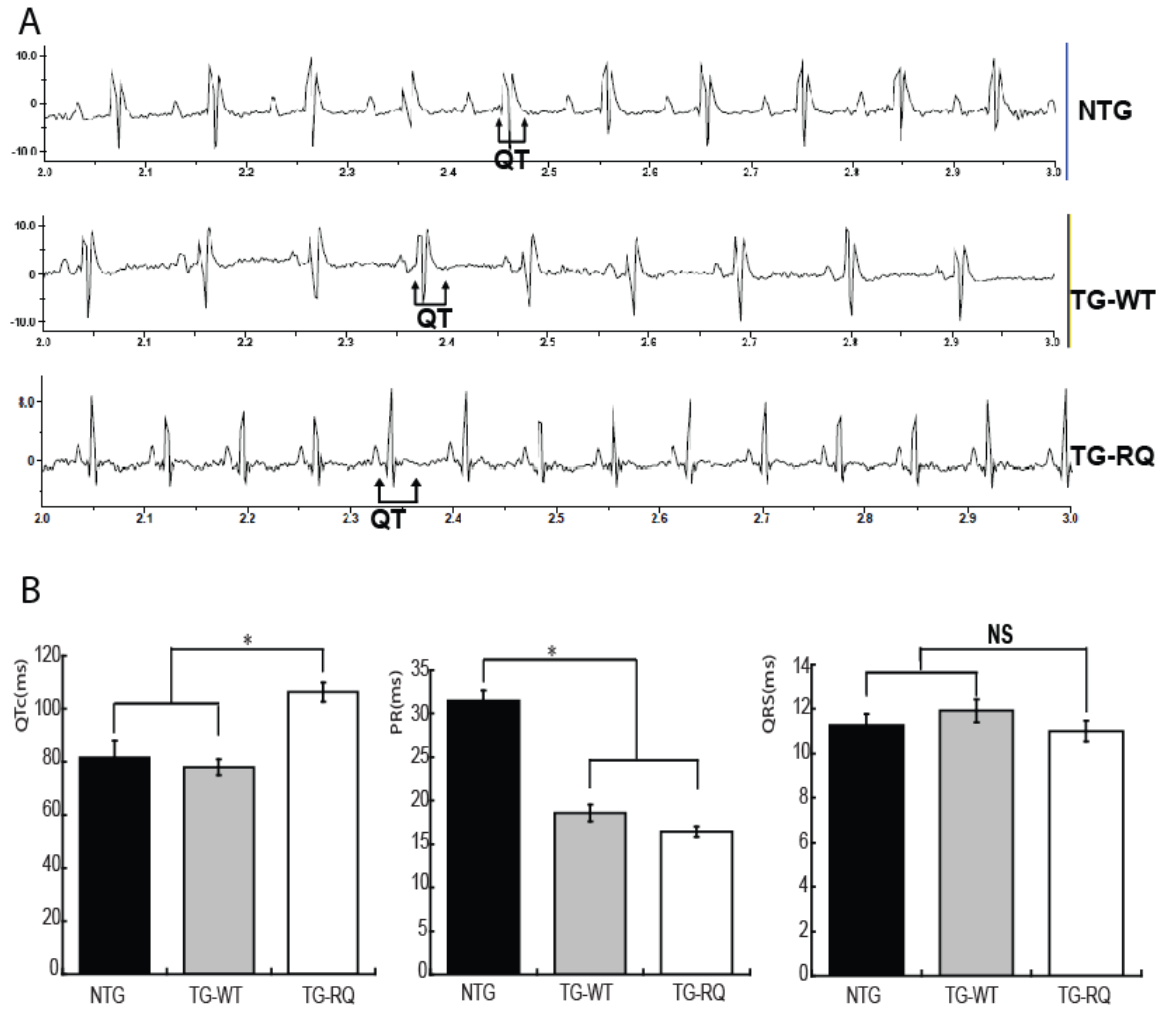 A
10.0
0
-10.0
NTG
QT
2.0 2.1 2.2 2.3 2.4 2.5 2.6 2.7 2.8 2.9 3.0
10.0
0
-10.0
TG-WT
QT
2.0 2.1 2.2 2.3 2.4 2.5 2.6 2.7 2.8 2.9 3.0
8.0
0
TG-RQ
2.0 2.1 2.2 2.3 2.4 2.5 2.6 2.7 2.8 2.9 3.0
QT
B
QTc(ms)
120
100
80
60
40
20
0
*
NTG TG-WT TG-RQ
PR(ms)
35
30
25
20
15
10
5
0
*
NTG TG-WT TG-RQ
QRS(ms)
14
12
10
8
6
4
2
0
NS
NTG TG-WT TG-RQ